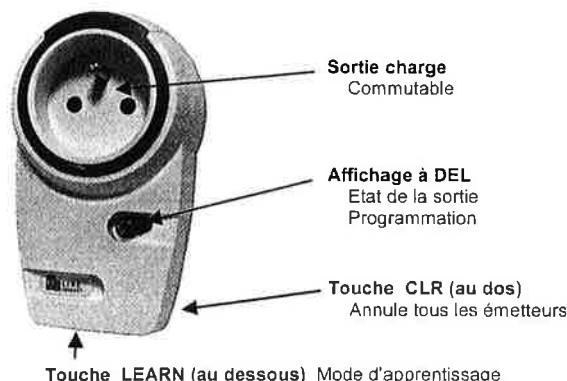 Sortie charge
Commutable
Affichage à DEL
Etat de la sortie
Programmation
Touche CLR (au dos)
Annule tous les émetteurs
Touche LEARN (au dessous) Mode d'apprentissage